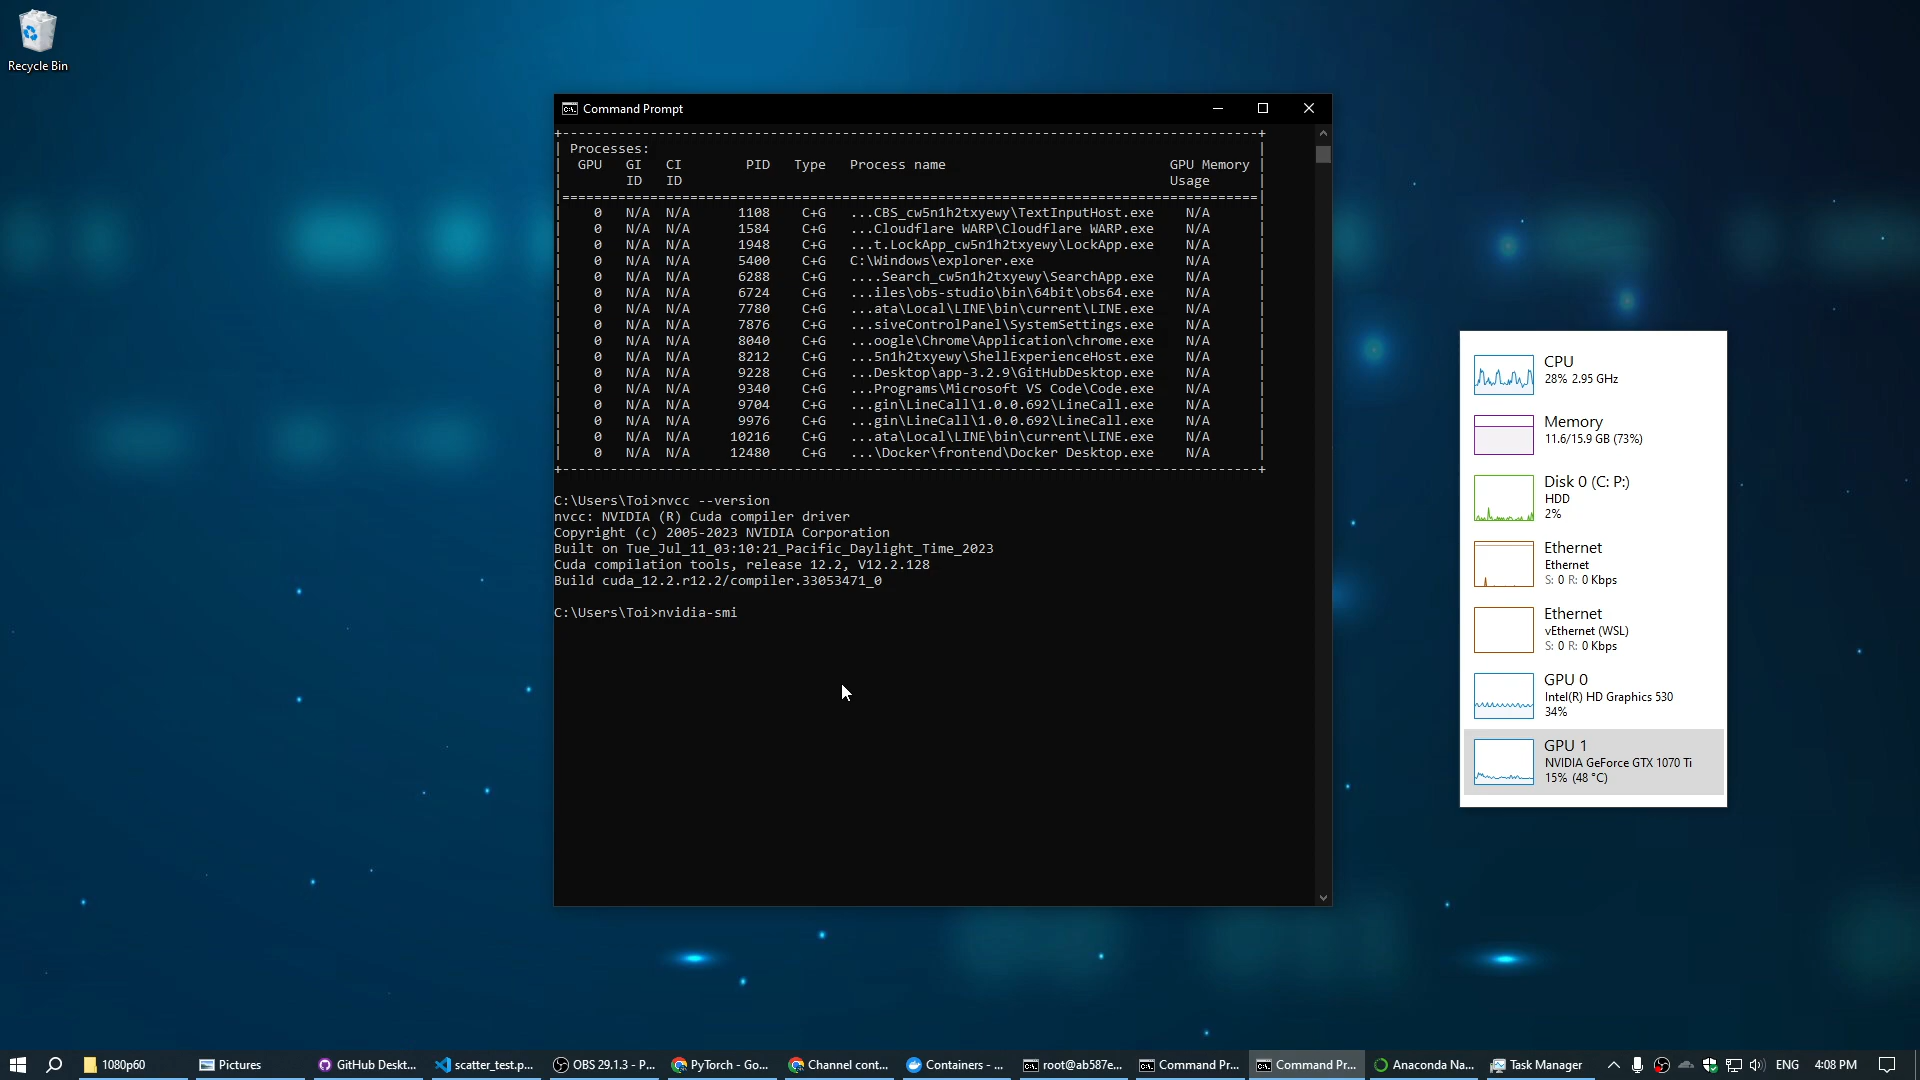 Recycle Bin
Command Prompt
Processes:
GPU GI CI PID Type Process name GPU Memory
ID ID Usage
0 N/A N/A 1108 C+G ...CBS_cw5n1h2txyewy\TextInputHost.exe N/A
0 N/A N/A 1584 C+G ...Cloudflare WARP\Cloudflare WARP.exe N/A
0 N/A N/A 1948 C+G ...t.LockApp_cw5n1h2txyewy\LockApp.exe N/A
0 N/A N/A 5400 C+G C:\Windows\explorer.exe N/A
0 N/A N/A 6288 C+G ....Search_cw5n1h2txyewy\SearchApp.exe N/A
0 N/A N/A 6724 C+G ...iles\obs-studio\bin\64bit\obs64.exe N/A
0 N/A N/A 7780 C+G ...ata\Local\LINE\bin\current\LINE.exe N/A
0 N/A N/A 7876 C+G ...siveControlPanel\SystemSettings.exe N/A
0 N/A N/A 8040 C+G ...oogle\Chrome\Application\chrome.exe N/A
0 N/A N/A 8212 C+G ...5n1h2txyewy\ShellExperienceHost.exe N/A
0 N/A N/A 9228 C+G ...Desktop\app-3.2.9\GitHubDesktop.exe N/A
0 N/A N/A 9340 C+G ...Programs\Microsoft VS Code\Code.exe N/A
0 N/A N/A 9704 C+G ...gin\LineCall\1.0.0.692\LineCall.exe N/A
0 N/A N/A 9976 C+G ...gin\LineCall\1.0.0.692\LineCall.exe N/A
0 N/A N/A 10216 C+G ...ata\Local\LINE\bin\current\LINE.exe N/A
0 N/A N/A 12480 C+G ...\Docker\frontend\Docker Desktop.exe N/A
C:\Users\Toi>nvcc --version
nvcc: NVIDIA (R) Cuda compiler driver
Copyright (c) 2005-2023 NVIDIA Corporation
Built on Tue_Jul_11_03:10:21_Pacific_Daylight_Time_2023
Cuda compilation tools, release 12.2, V12.2.128
Build cuda_12.2.r12.2/compiler.33053471_0
C:\Users\Toi>nvidia-smi
CPU
28% 2.95 GHz
Memory
11.6/15.9 GB (73%)
Disk 0 (C: P:)
HDD
2%
Ethernet
Ethernet
S: 0 R: 0 Kbps
Ethernet
vEthernet (WSL)
S: 0 R: 0 Kbps
GPU 0
Intel(R) HD Graphics 530
34%
GPU 1
NVIDIA GeForce GTX 1070 Ti
15% (48 °C)
1080p60
Pictures
GitHub Deskt...
scatter_test.p...
OBS 29.1.3 - P...
PyTorch - Go...
Channel cont...
Containers - ...
root@ab587e...
Command Pr...
Command Pr...
Anaconda Na...
Task Manager
ENG
4:08 PM